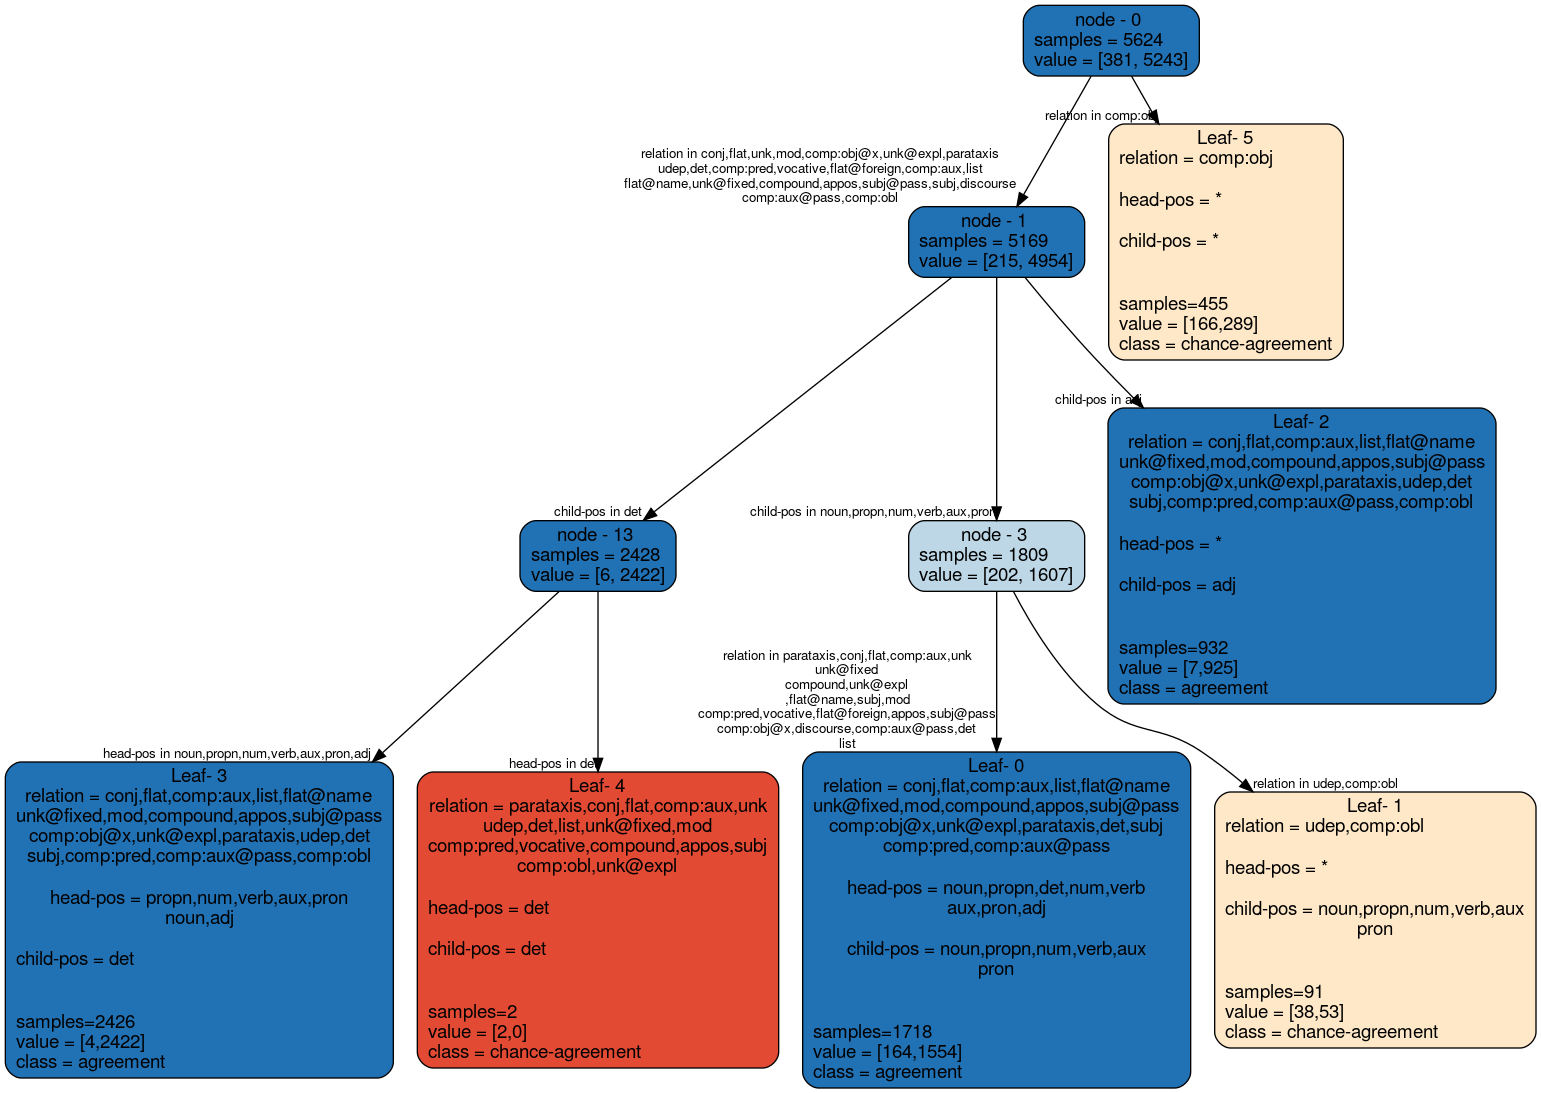 node - 0
samples = 5624
value = [381, 5243]
relation in comp:obj
Leaf- 5
relation = comp:obj
head-pos = *
child-pos = *
samples=455
value = [166,289]
class = chance-agreement
relation in conj,flat,unk,mod,comp:obj@x,unk@expl,parataxis
udep,det,comp:pred,vocative,flat@foreign,comp:aux,list
flat@name,unk@fixed,compound,appos,subj@pass,subj,discourse
comp:aux@pass,comp:obl
node - 1
samples = 5169
value = [215, 4954]
child-pos in adj
Leaf- 2
relation = conj,flat,comp:aux,list,flat@name
unk@fixed,mod,compound,appos,subj@pass
comp:obj@x,unk@expl,parataxis,udep,det
subj,comp:pred,comp:aux@pass,comp:obl
head-pos = *
child-pos = adj
samples=932
value = [7,925]
class = agreement
child-pos in det
node - 13
samples = 2428
value = [6, 2422]
child-pos in noun,propn,num,verb,aux,pron
node - 3
samples = 1809
value = [202, 1607]
head-pos in noun,propn,num,verb,aux,pron,adj
Leaf- 3
relation = conj,flat,comp:aux,list,flat@name
unk@fixed,mod,compound,appos,subj@pass
comp:obj@x,unk@expl,parataxis,udep,det
subj,comp:pred,comp:aux@pass,comp:obl
head-pos = propn,num,verb,aux,pron
noun,adj
child-pos = det
samples=2426
value = [4,2422]
class = agreement
head-pos in det
Leaf- 4
relation = parataxis,conj,flat,comp:aux,unk
udep,det,list,unk@fixed,mod
comp:pred,vocative,compound,appos,subj
comp:obl,unk@expl
head-pos = det
child-pos = det
samples=2
value = [2,0]
class = chance-agreement
relation in parataxis,conj,flat,comp:aux,unk
unk@fixed
compound,unk@expl
,flat@name,subj,mod
comp:pred,vocative,flat@foreign,appos,subj@pass
comp:obj@x,discourse,comp:aux@pass,det
list
Leaf- 0
relation = conj,flat,comp:aux,list,flat@name
unk@fixed,mod,compound,appos,subj@pass
comp:obj@x,unk@expl,parataxis,det,subj
comp:pred,comp:aux@pass
head-pos = noun,propn,det,num,verb
aux,pron,adj
child-pos = noun,propn,num,verb,aux
pron
samples=1718
value = [164,1554]
class = agreement
relation in udep,comp:obl
Leaf- 1
relation = udep,comp:obl
head-pos = *
child-pos = noun,propn,num,verb,aux
pron
samples=91
value = [38,53]
class = chance-agreement